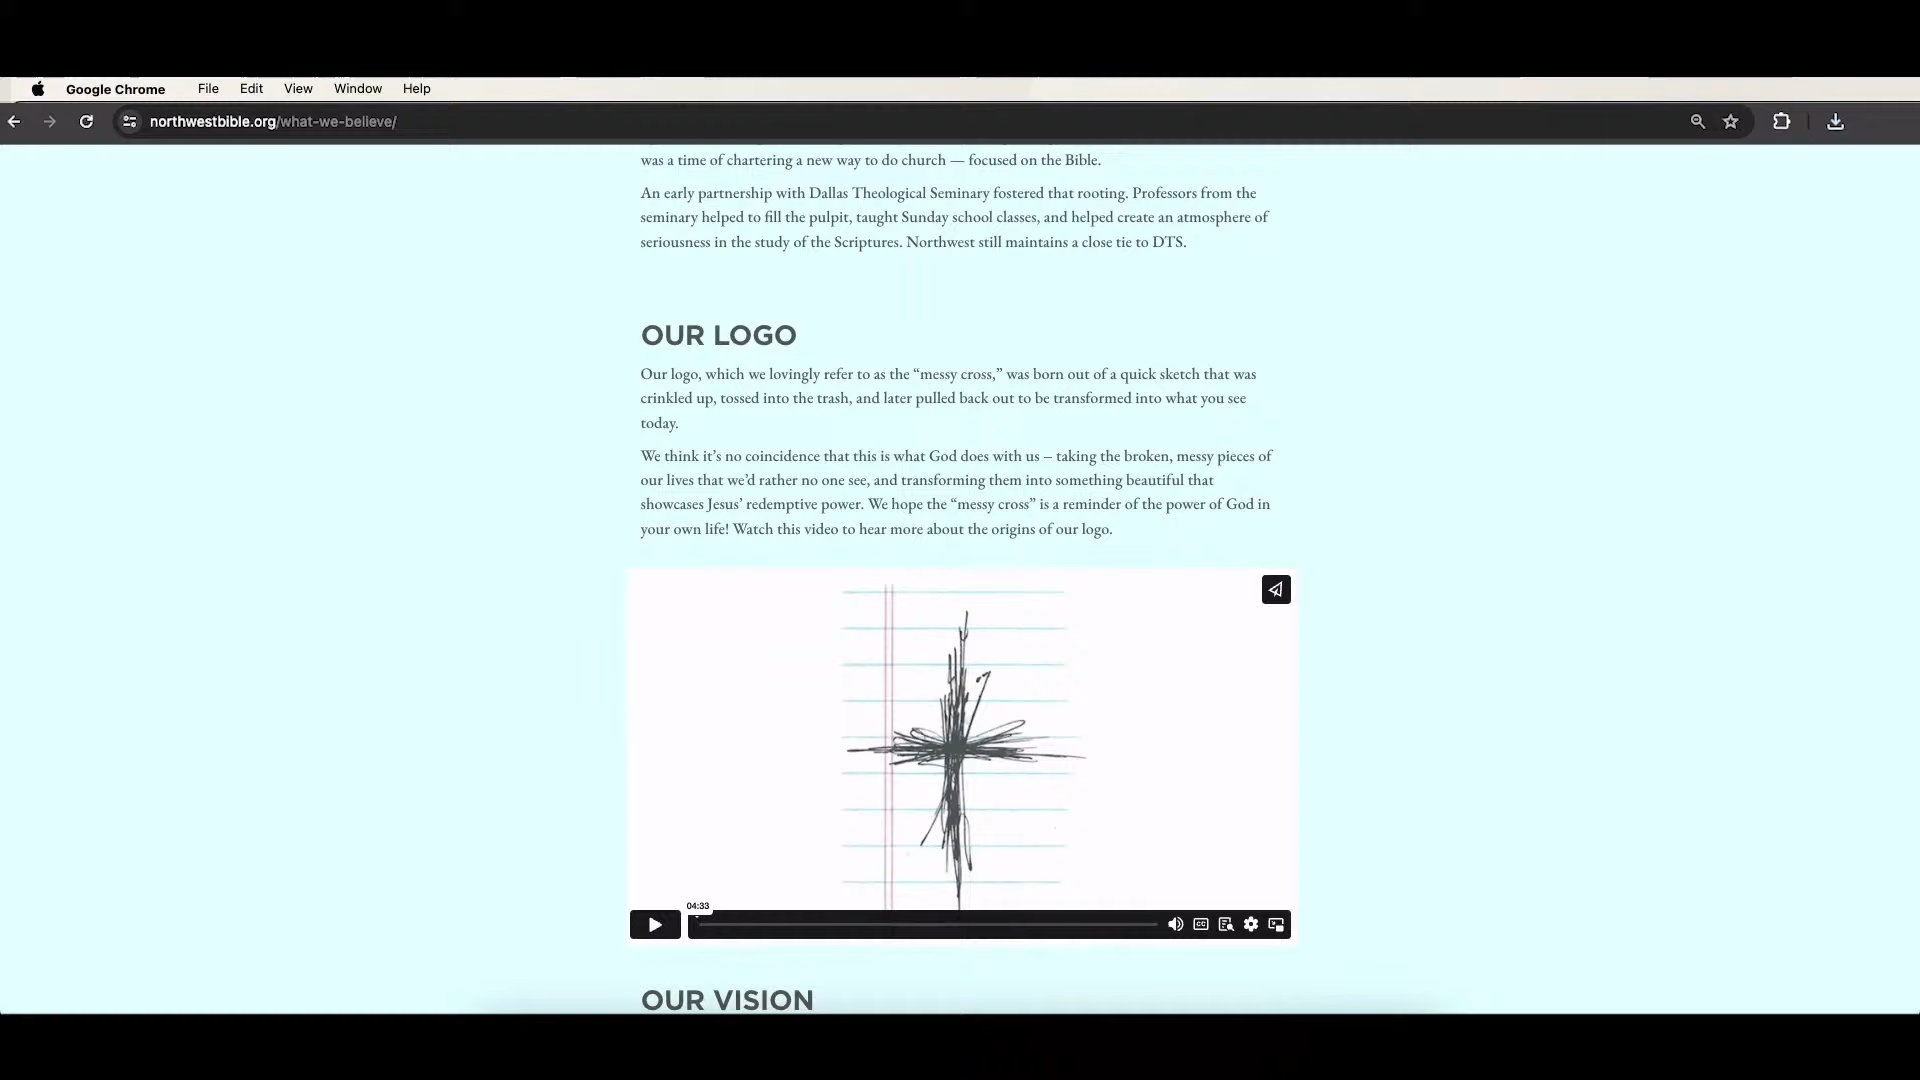 Google Chrome File Edit View Window Help
northwestbible.org/what-we-believe/
was a time of chartering a new way to do church — focused on the Bible.
An early partnership with Dallas Theological Seminary fostered that rooting. Professors from the
seminary helped to fill the pulpit, taught Sunday school classes, and helped create an atmosphere of
seriousness in the study of the Scriptures. Northwest still maintains a close tie to DTS.
OUR LOGO
Our logo, which we lovingly refer to as the “messy cross,” was born out of a quick sketch that was
crinkled up, tossed into the trash, and later pulled back out to be transformed into what you see
today.
We think it’s no coincidence that this is what God does with us – taking the broken, messy pieces of
our lives that we’d rather no one see, and transforming them into something beautiful that
showcases Jesus’ redemptive power. We hope the “messy cross” is a reminder of the power of God in
your own life! Watch this video to hear more about the origins of our logo.
04:33
CC
OUR VISION